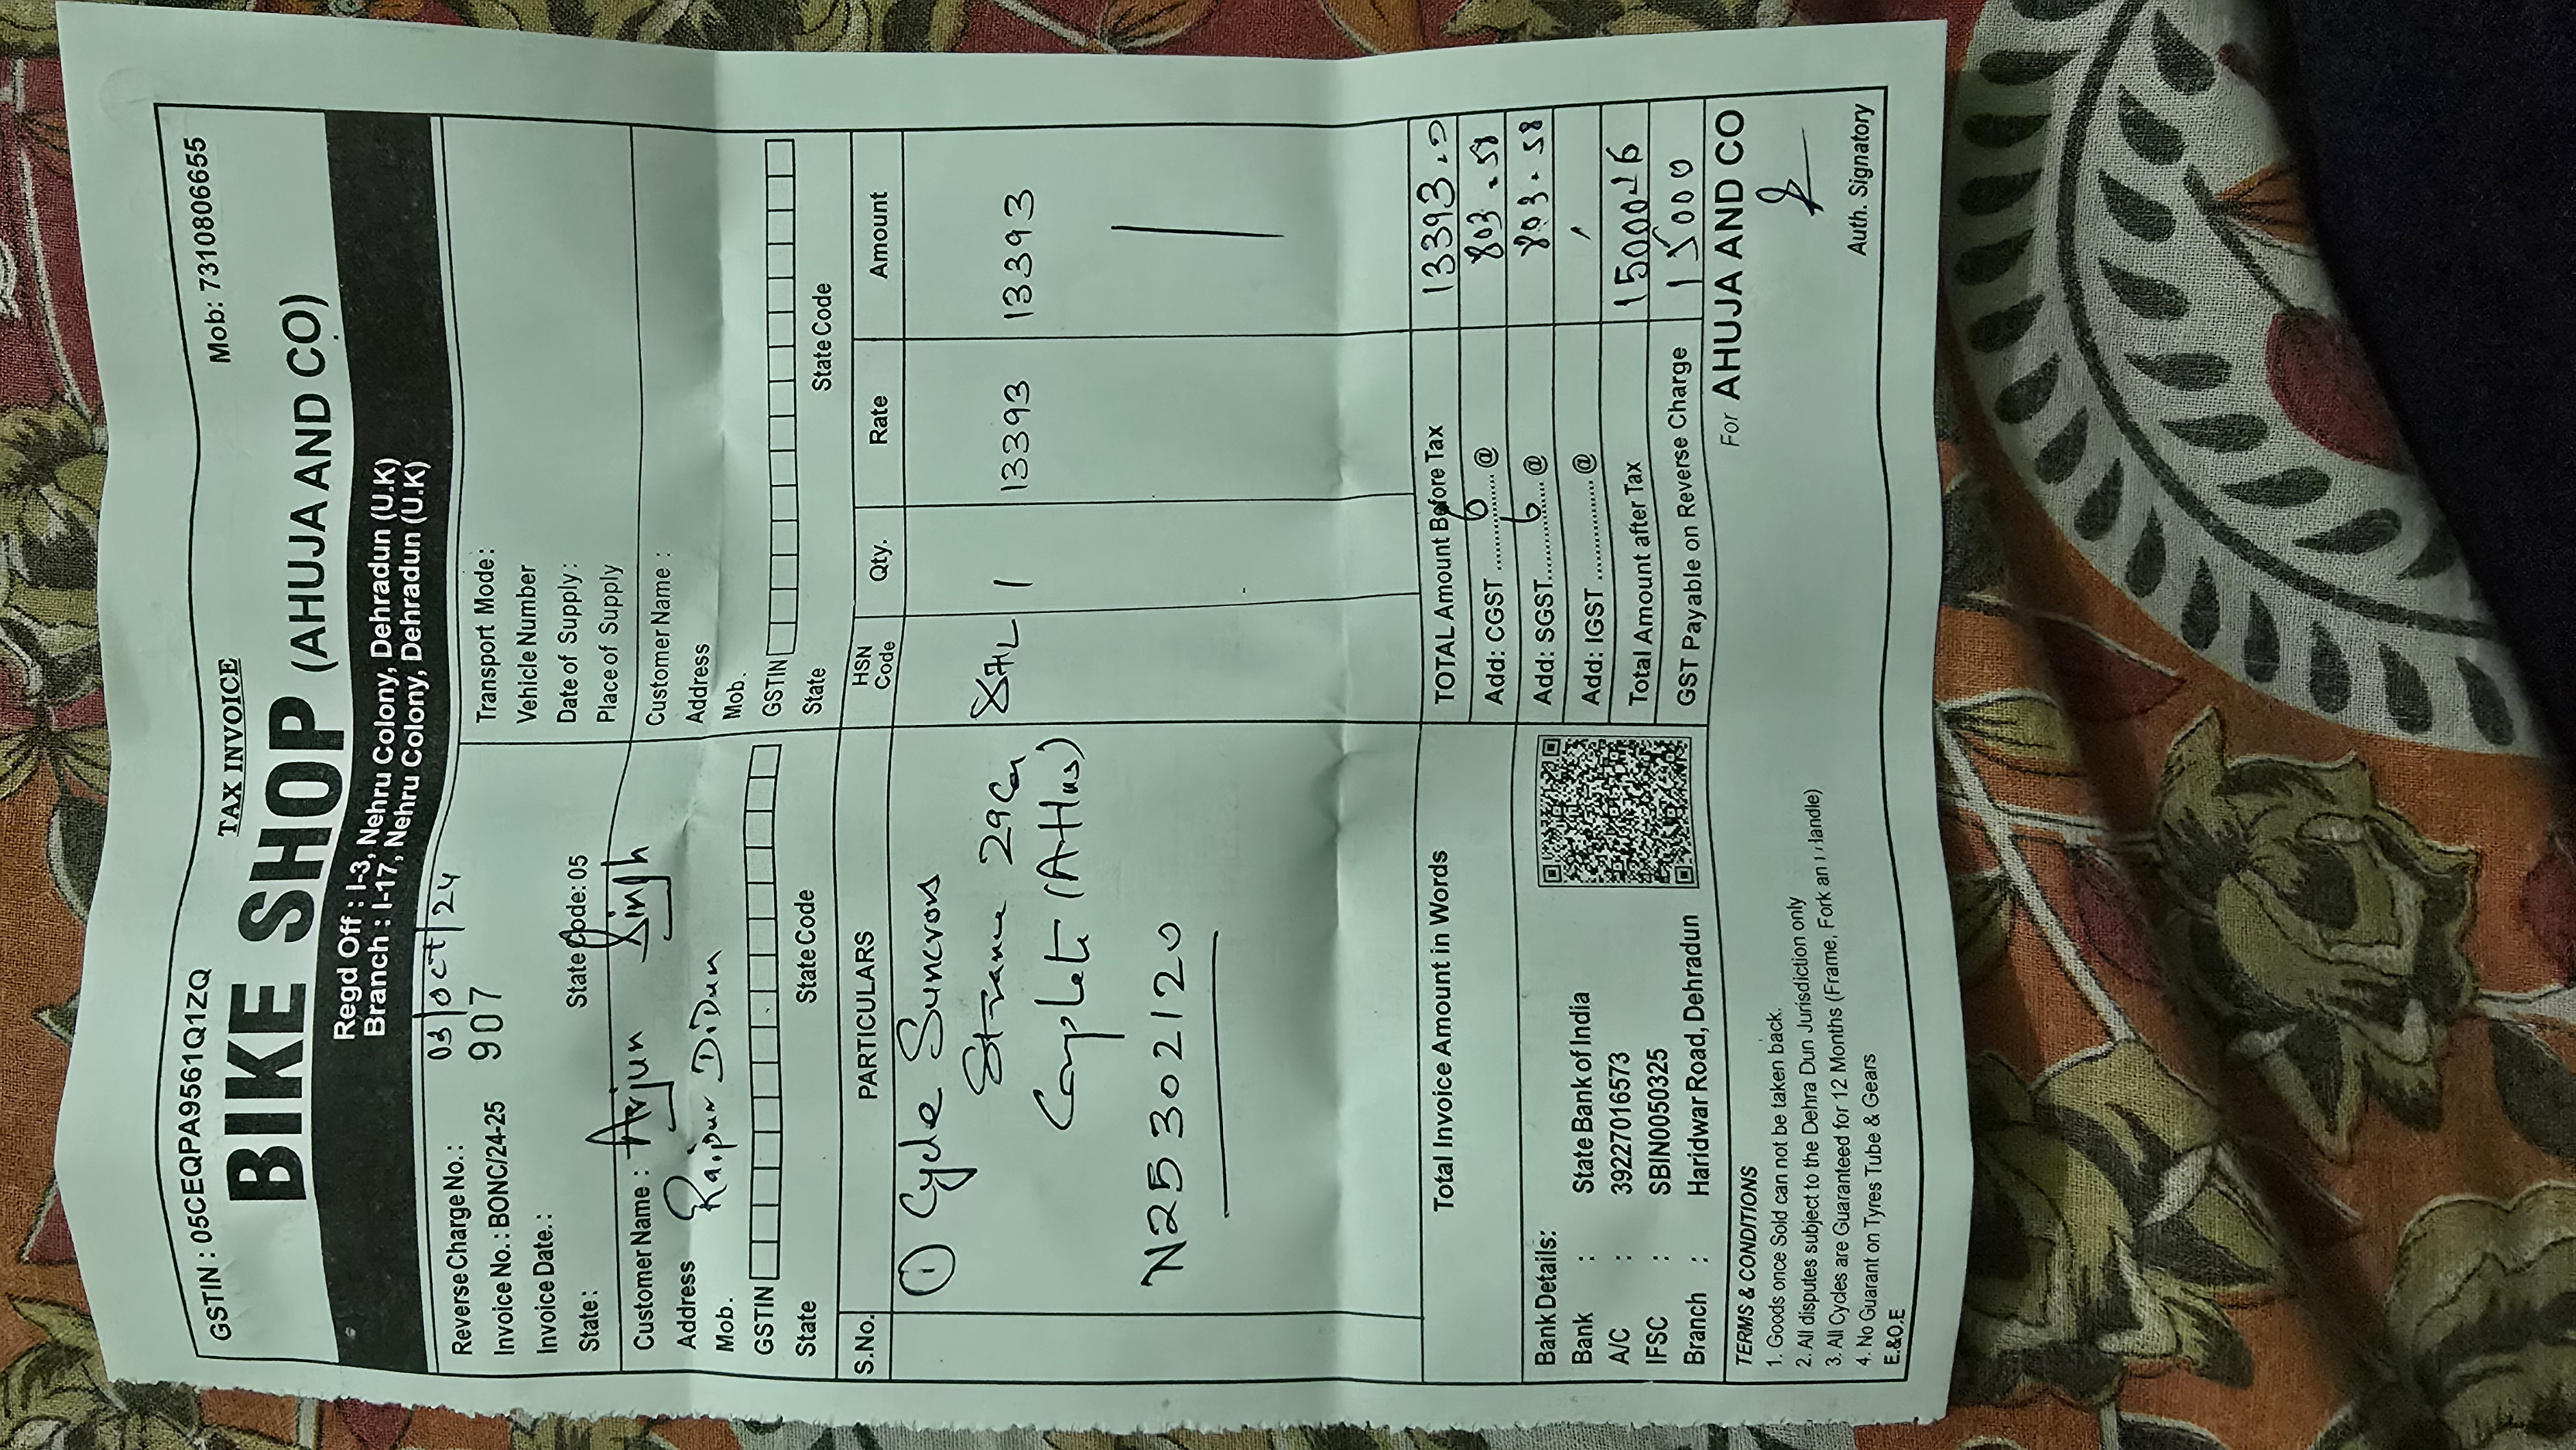 GSTIN : 05CEQPA9561Q1ZQ TAX INVOICE Mob: 7310806655
BIKE SHOP (AHUJA AND CO)
Regd Off : I-3, Nehru Colony, Dehradun (U.K)
Branch : I-17, Nehru Colony, Dehradun (U.K)
03/Oct/24
Reverse Charge No.:
Invoice No.: BONC/24-25 907
Invoice Date.:
State: State Code: 05
Transport Mode:
Vehicle Number
Date of Supply:
Place of Supply
Customer Name : Arjun Singh
Address Raipur D.Dun
Mob.
GSTIN
State State Code
Customer Name :
Address
Mob.
GSTIN
State State Code
S.No. PARTICULARS HSN Code Qty. Rate Amount
① Cycle Suncross
29 1 13393 13393
Complete
N25302120
Total Invoice Amount in Words
TOTAL Amount Before Tax 13393.0
Add: CGST 6 @ 803.58
Add: SGST 6 @ 803.58
Add: IGST @
Total Amount after Tax 15000.16
GST Payable on Reverse Charge 15000
Bank Details:
Bank : State Bank of India
A/C : 39227016573
IFSC : SBIN0050325
Branch : Haridwar Road, Dehradun
TERMS & CONDITIONS
1. Goods once Sold can not be taken back.
2. All disputes subject to the Dehra Dun Jurisdiction only
3. All Cycles are Guaranteed for 12 Months (Frame, Fork an Handle)
4. No Guarant on Tyres Tube & Gears
E.&O.E
For AHUJA AND CO
Auth. Signatory